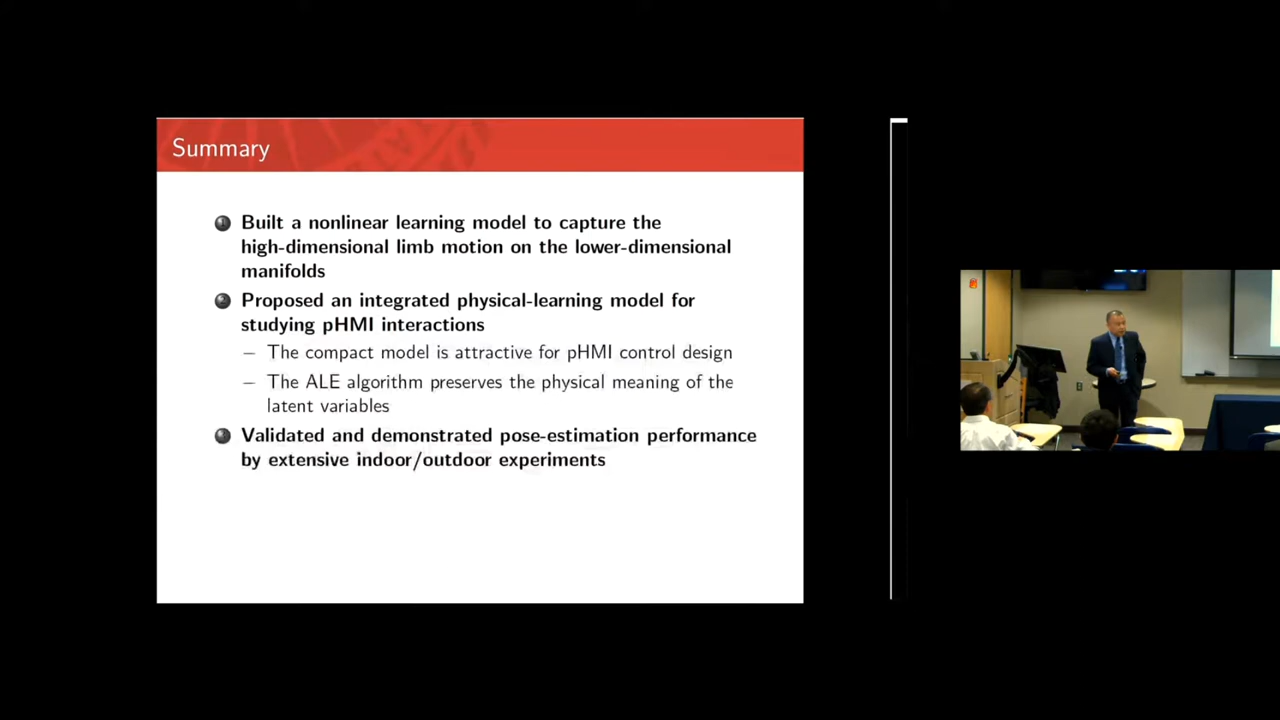 Summary
Built a nonlinear learning model to capture the
high-dimensional limb motion on the lower-dimensional
manifolds
Proposed an integrated physical-learning model for
studying pHMI interactions
– The compact model is attractive for pHMI control design
– The ALE algorithm preserves the physical meaning of the
latent variables
Validated and demonstrated pose-estimation performance
by extensive indoor/outdoor experiments